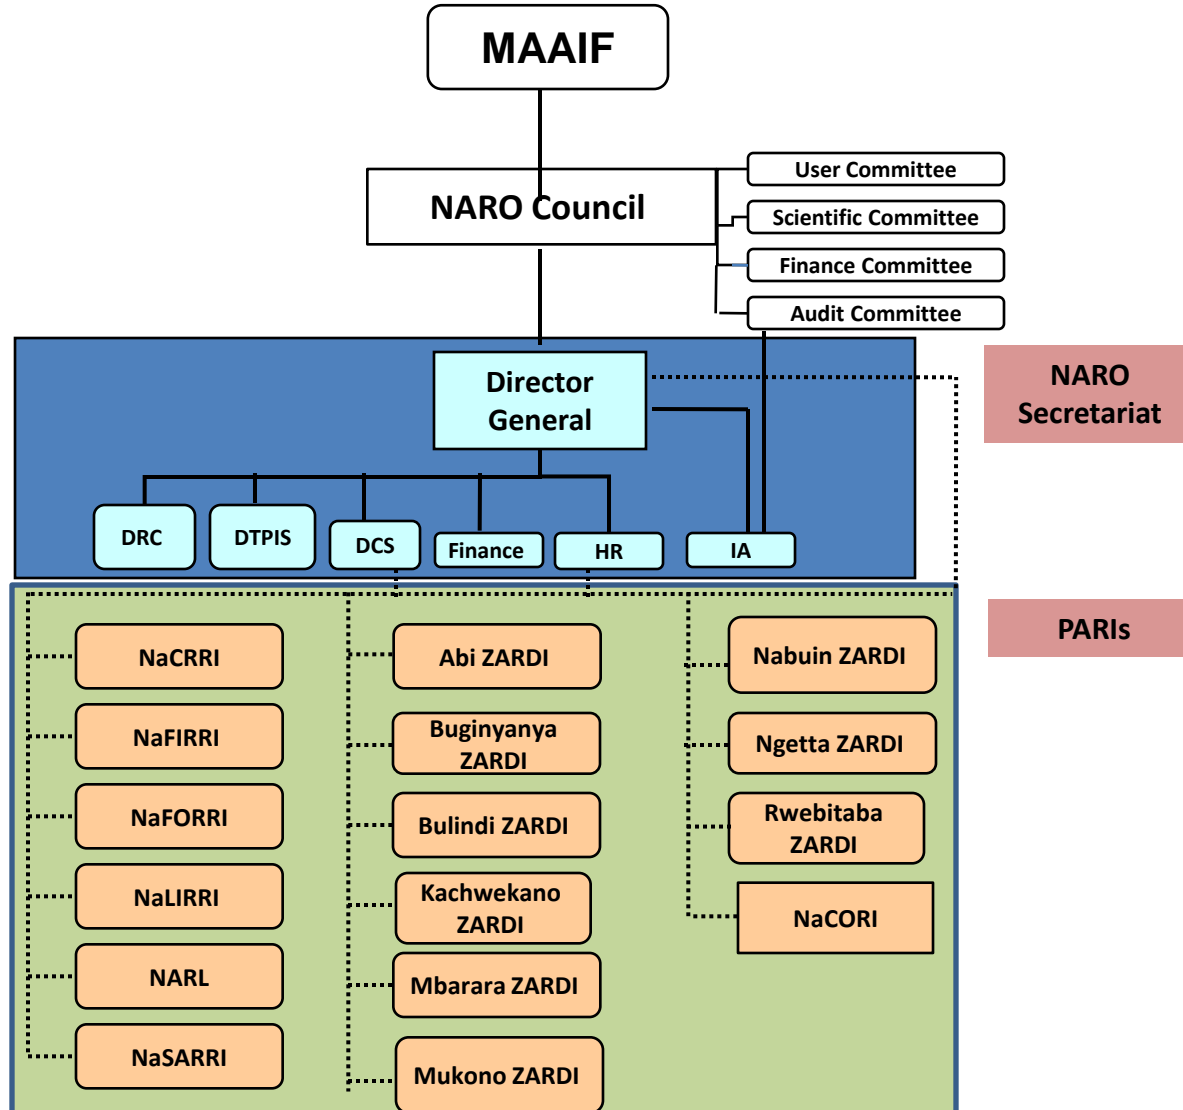 MAAIF
NARO Council
User Committee
Scientific Committee
Finance Committee
Audit Committee
Director
General
NARO
Secretariat
DRC
DTPIS
DCS
Finance
HR
IA
PARIs
NaCRRI
NaFIRRI
NaFORRI
NaLIRRI
NARL
NaSARRI
Abi ZARDI
Buginyanya
ZARDI
Bulindi ZARDI
Kachwekano
ZARDI
Mbarara ZARDI
Mukono ZARDI
Nabuin ZARDI
Ngetta ZARDI
Rwebitaba
ZARDI
NaCORI